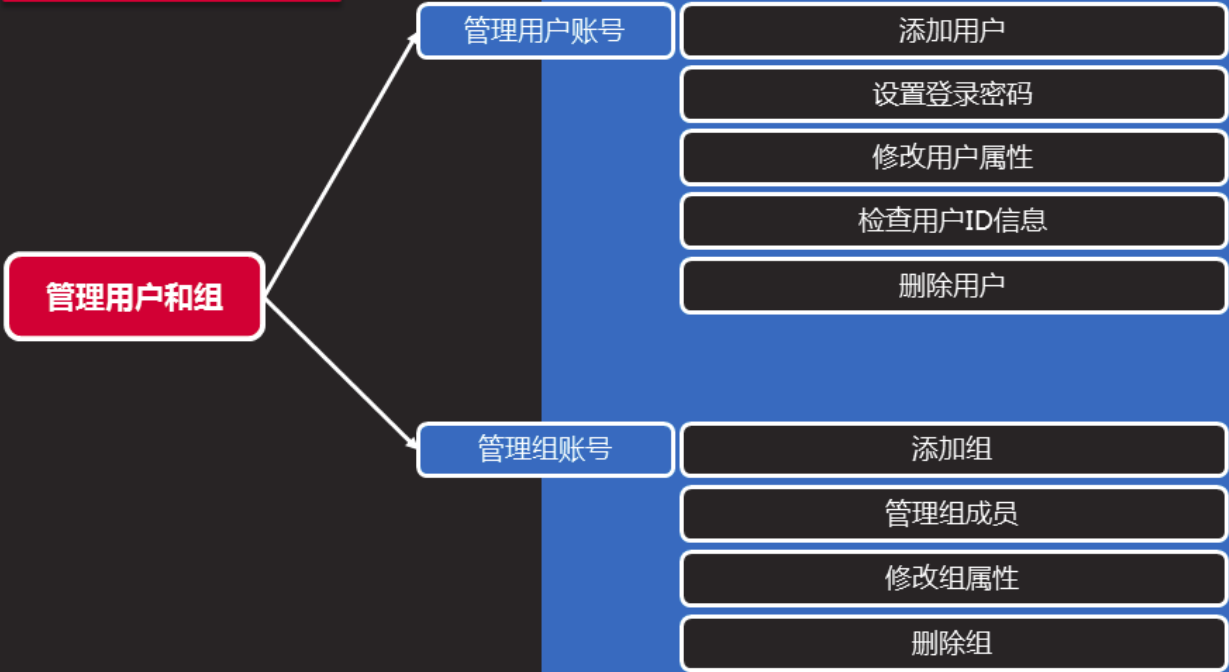 管理用户和组
管理用户账号
添加用户
设置登录密码
修改用户属性
检查用户ID信息
删除用户
管理组账号
添加组
管理组成员
修改组属性
删除组